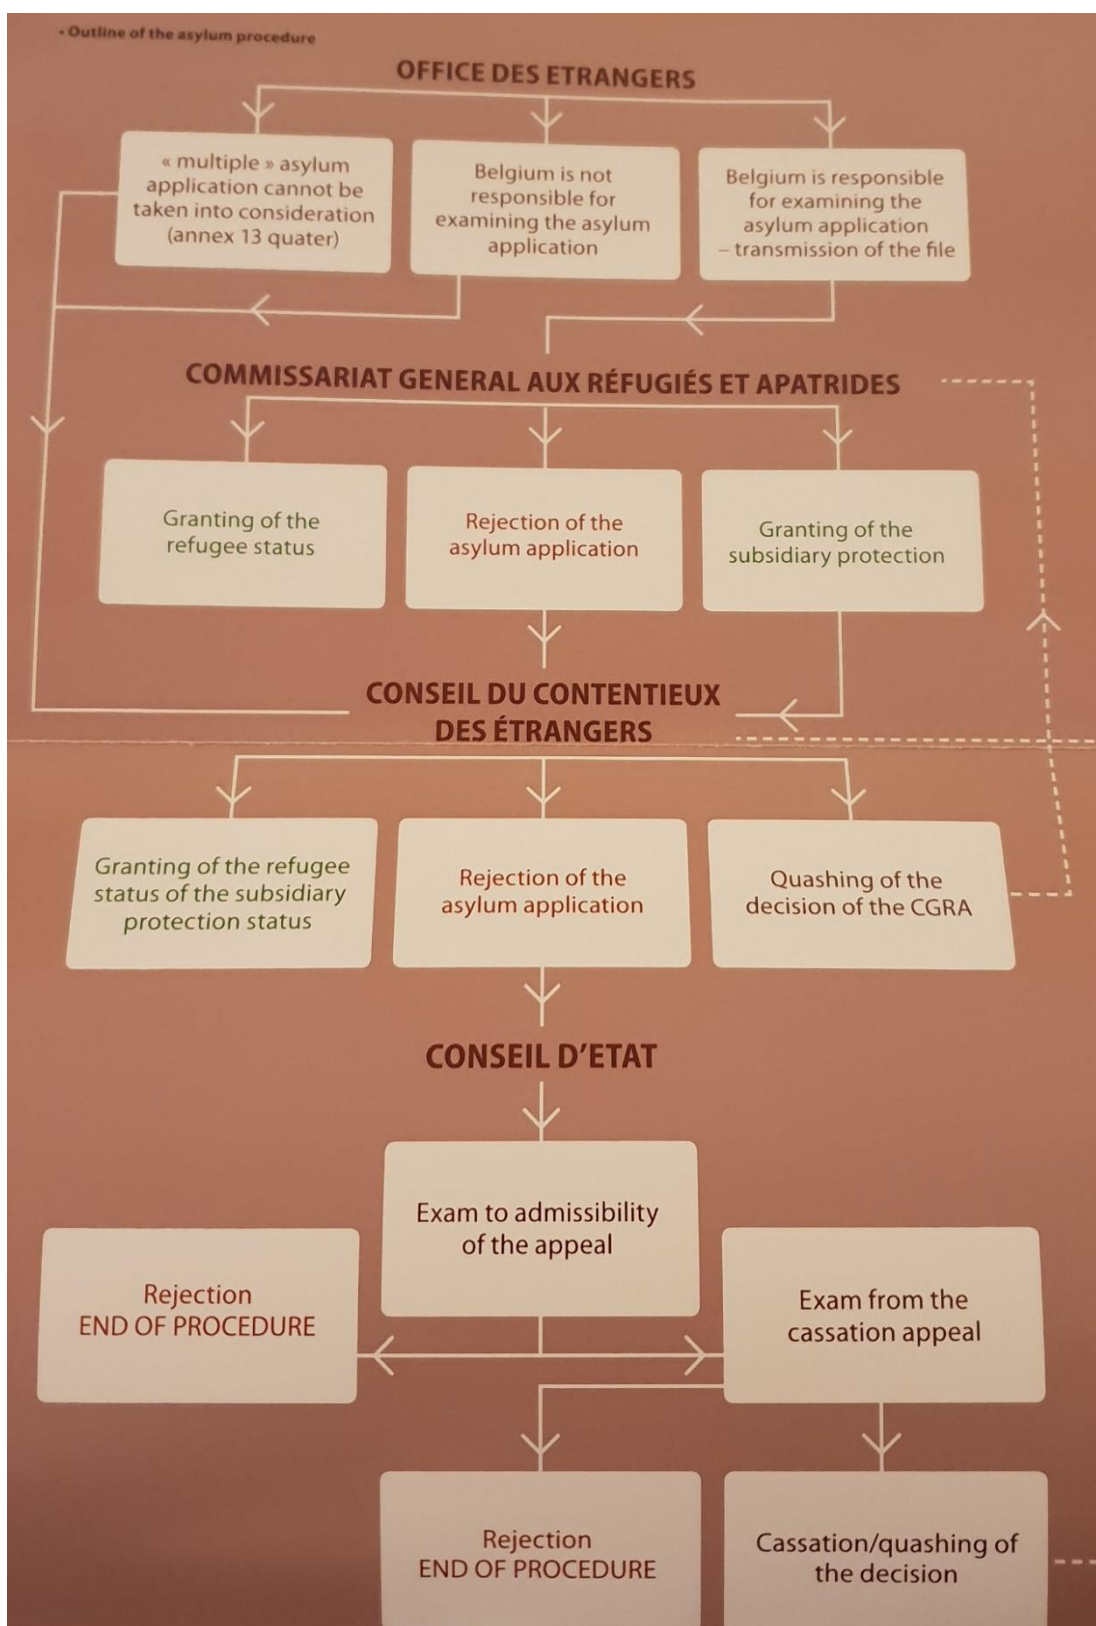 • Outline of the asylum procedure
OFFICE DES ETRANGERS
« multiple » asylum
application cannot be
taken into consideration
(annex 13 quater)
Belgium is not
responsible for
examining the asylum
application
Belgium is responsible
for examining the
asylum application
– transmission of the file
COMMISSARIAT GENERAL AUX RÉFUGIÉS ET APATRIDES
Granting of the
refugee status
Rejection of the
asylum application
Granting of the
subsidiary protection
CONSEIL DU CONTENTIEUX
DES ÉTRANGERS
Granting of the refugee
status of the subsidiary
protection status
Rejection of the
asylum application
Quashing of the
decision of the CGRA
CONSEIL D’ETAT
Exam to admissibility
of the appeal
Rejection
END OF PROCEDURE
Exam from the
cassation appeal
Rejection
END OF PROCEDURE
Cassation/quashing of
the decision